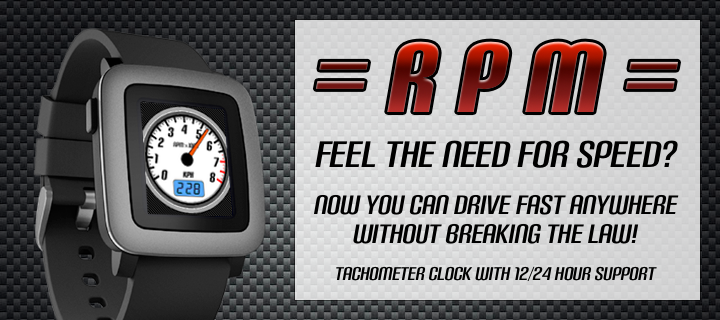 = RPM =
FEEL THE NEED FOR SPEED?
NOW YOU CAN DRIVE FAST ANYWHERE
WITHOUT BREAKING THE LAW!
TACHOMETER CLOCK WITH 12/24 HOUR SUPPORT
0 1 2 3 4 5 6 7 8
KPH
228